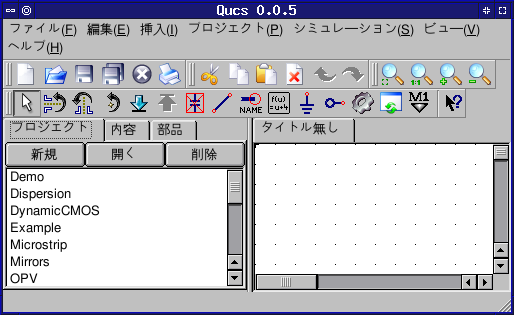 Qucs 0.0.5
ファイル(F) 編集(E) 挿入(I) プロジェクト(P) シミュレーション(S) ビュー(V)
ヘルプ(H)
1:1
NAME f(u) =u+4 M1 ?
プロジェクト 内容 部品 タイトル無し
新規 開く 削除
Demo
Dispersion
DynamicCMOS
Example
Microstrip
Mirrors
OPV